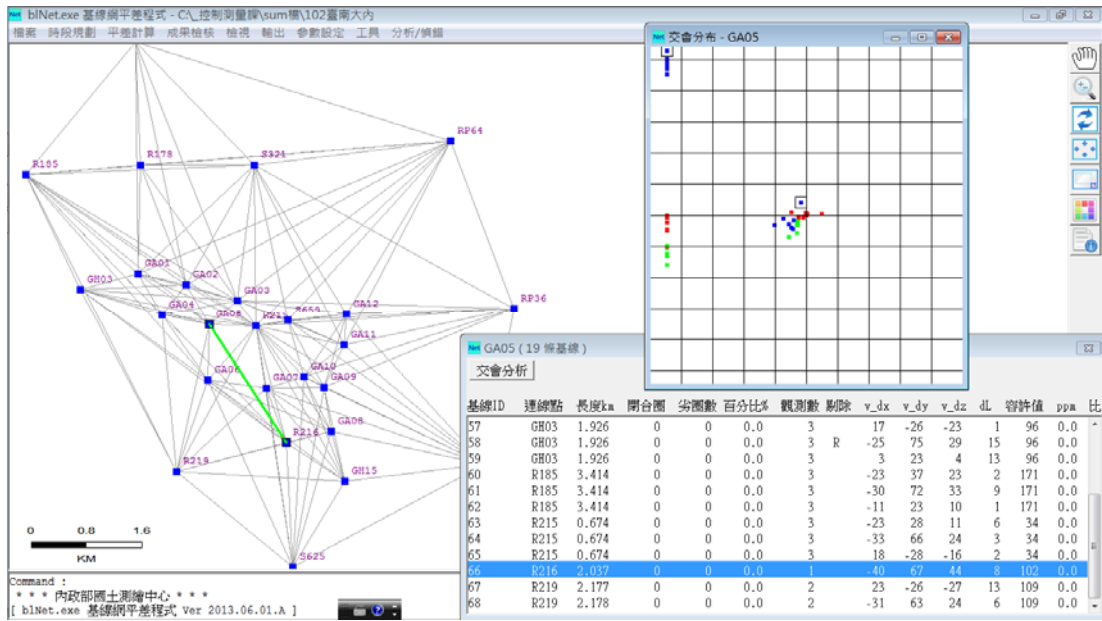 blNet.exe 基線網平差程式 - C:\_控制測量課\sum檔\102臺南大內
檔案 時段規劃 平差計算 成果檢核 檢視 輸出 參數設定 工具 分析/偵錯
交會分布 - GA05
RP64
R178
S321
R185
GA01
GA02
GH03
GA03
RP36
GA04
GA12
GA05
S659
GA11
GA06
GA10
GA07
GA09
GA08
R216
R219
GH15
S625
0 0.8 1.6
KM
GA05 ( 19 條基線 )
交會分析
基線ID 連線點 長度km 閉合圈 劣圈數 百分比% 觀測數 剔除 v_dx v_dy v_dz dL 容許值 ppm 比
57 GH03 1.926 0 0 0.0 3 17 -26 -23 1 96 0.0
58 GH03 1.926 0 0 0.0 3 R -25 75 29 15 96 0.0
59 GH03 1.926 0 0 0.0 3 3 23 4 13 96 0.0
60 R185 3.414 0 0 0.0 3 -23 37 23 2 171 0.0
61 R185 3.414 0 0 0.0 3 -30 72 33 9 171 0.0
62 R185 3.414 0 0 0.0 3 -11 23 10 1 171 0.0
63 R215 0.674 0 0 0.0 3 -23 28 11 6 34 0.0
64 R215 0.674 0 0 0.0 3 -33 66 24 3 34 0.0
65 R215 0.674 0 0 0.0 3 18 -28 -16 2 34 0.0
66 R216 2.037 0 0 0.0 1 -40 67 44 8 102 0.0
67 R219 2.177 0 0 0.0 2 23 -26 -27 13 109 0.0
68 R219 2.178 0 0 0.0 2 -31 63 24 6 109 0.0
Command :
* * * 內政部國土測繪中心 * * *
[ blNet.exe 基線網平差程式 Ver 2013.06.01.A ]